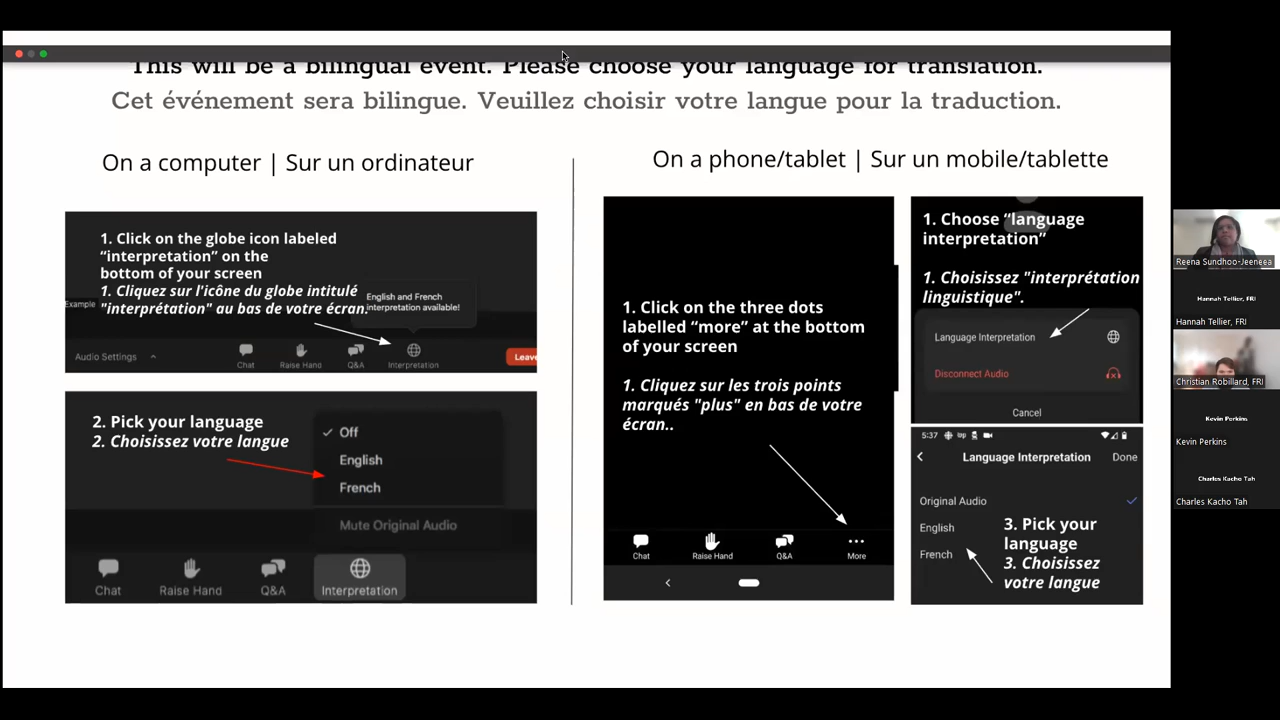 This will be a bilingual event. Please choose your language for translation.
Cet événement sera bilingue. Veuillez choisir votre langue pour la traduction.
On a computer | Sur un ordinateur
1. Click on the globe icon labeled
“interpretation” on the
bottom of your screen
1. Cliquez sur l'icône du globe intitulé
"interprétation" au bas de votre écran.
Example
English and French
interpretation available!
Audio Settings
Chat
Raise Hand
Q&A
Interpretation
Leave
2. Pick your language
2. Choisissez votre langue
Off
English
French
Mute Original Audio
Chat
Raise Hand
Q&A
Interpretation
On a phone/tablet | Sur un mobile/tablette
1. Click on the three dots
labelled “more” at the bottom
of your screen
1. Cliquez sur les trois points
marqués "plus" en bas de votre
écran..
Chat
Raise Hand
Q&A
More
1. Choose “language
interpretation”
1. Choisissez "interprétation
linguistique".
Language Interpretation
Disconnect Audio
Cancel
5:37
Language Interpretation
Done
Original Audio
English
French
3. Pick your
language
3. Choisissez
votre langue
Reena Sundhoo-Jeeneea
Hannah Tellier, FRI
Hannah Tellier, FRI
Christian Robillard, FRI
Kevin Perkins
Kevin Perkins
Charles Kacho Tah
Charles Kacho Tah